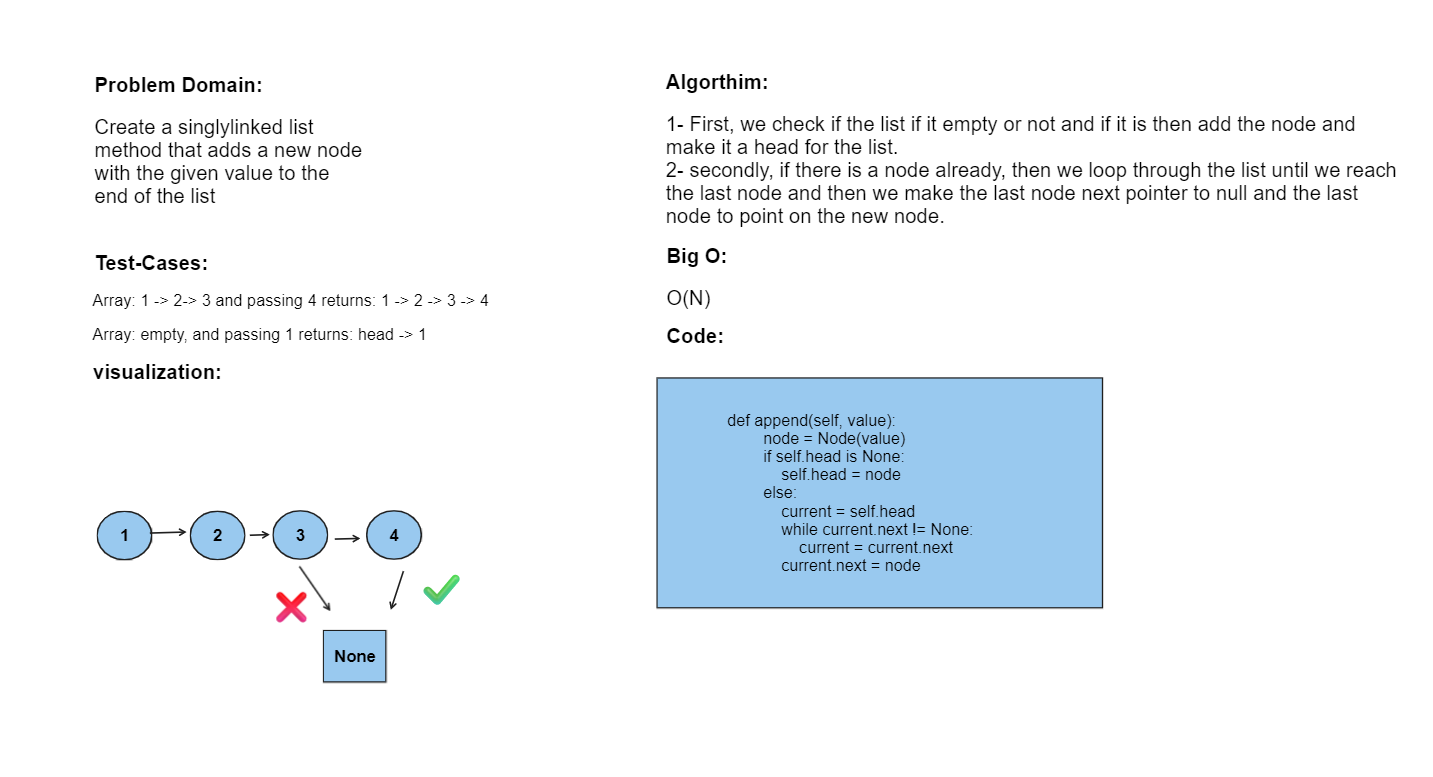 Problem Domain:
Create a singlylinked list
method that adds a new node
with the given value to the
end of the list
Test-Cases:
Array: 1 -> 2-> 3 and passing 4 returns: 1 -> 2 -> 3 -> 4
Array: empty, and passing 1 returns: head -> 1
visualization:
1
2
3
4
None
Algorthim:
1- First, we check if the list if it empty or not and if it is then add the node and
make it a head for the list.
2- secondly, if there is a node already, then we loop through the list until we reach
the last node and then we make the last node next pointer to null and the last
node to point on the new node.
Big O:
O(N)
Code:
def append(self, value):
node = Node(value)
if self.head is None:
self.head = node
else:
current = self.head
while current.next != None:
current = current.next
current.next = node